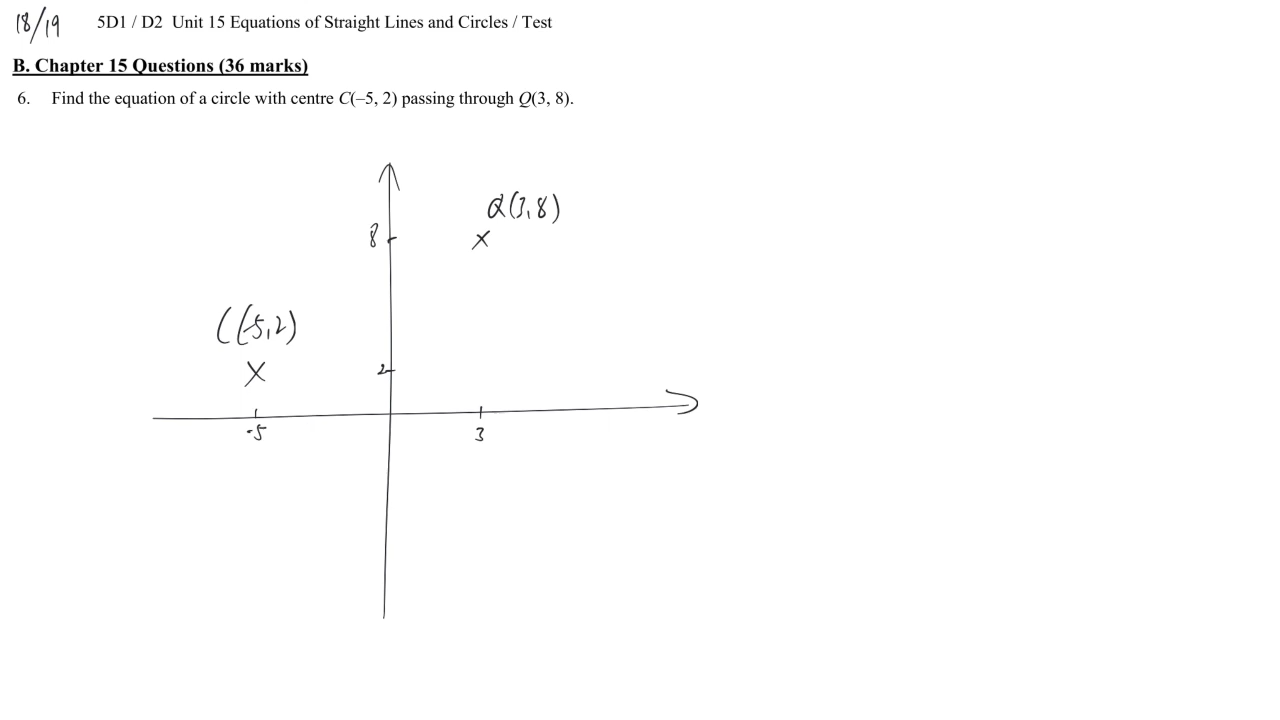 18/19 5D1 / D2 Unit 15 Equations of Straight Lines and Circles / Test
B. Chapter 15 Questions (36 marks)
6. Find the equation of a circle with centre C(–5, 2) passing through Q(3, 8).
Q(3,8)
8
C(-5,2)
2
-5
3